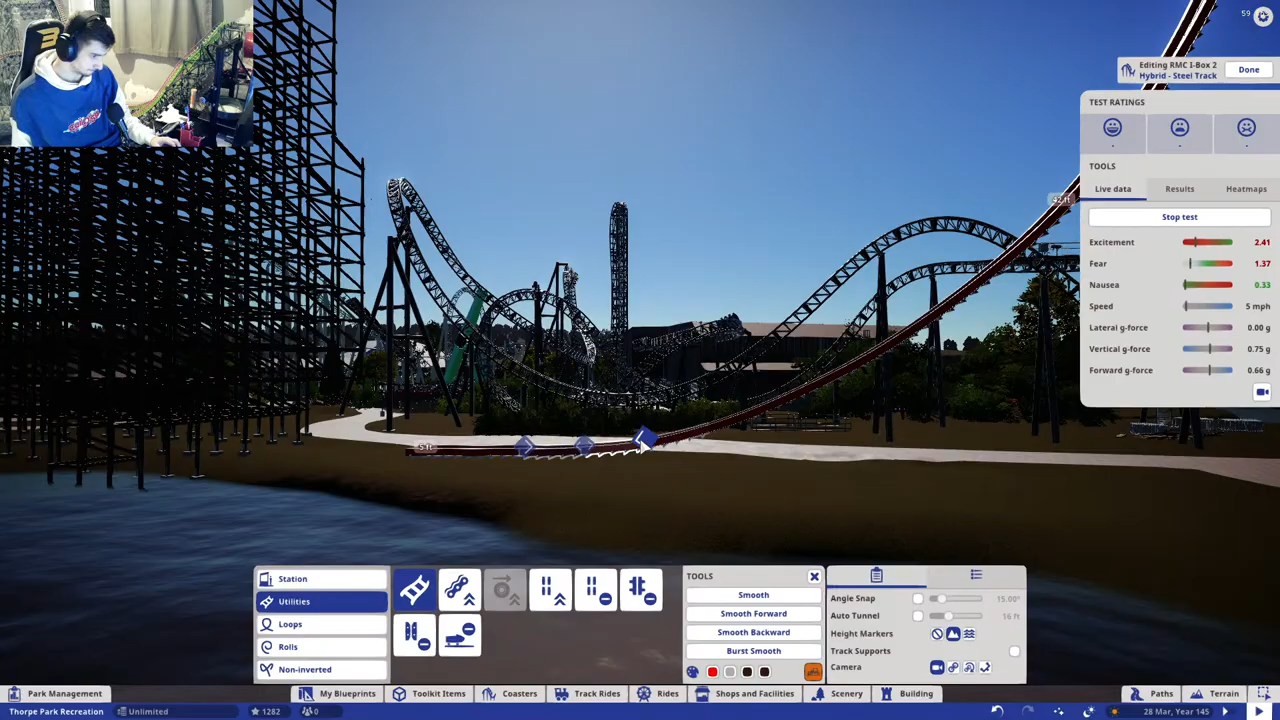 59
Editing RMC I-Box 2
Hybrid - Steel Track
Done
TEST RATINGS
- - -
TOOLS
Live data Results Heatmaps
Stop test
Excitement 2.41
Fear 1.37
Nausea 0.33
Speed 5 mph
Lateral g-force 0.00 g
Vertical g-force 0.75 g
Forward g-force 0.66 g
42 ft
5 ft
Station
Utilities
Loops
Rolls
Non-inverted
TOOLS
Smooth
Smooth Forward
Smooth Backward
Burst Smooth
Angle Snap 15.00°
Auto Tunnel 16 ft
Height Markers
Track Supports
Camera
Park Management My Blueprints Toolkit Items Coasters Track Rides Rides Shops and Facilities Scenery Building Paths Terrain
Thorpe Park Recreation Unlimited 1282 0 28 Mar, Year 145